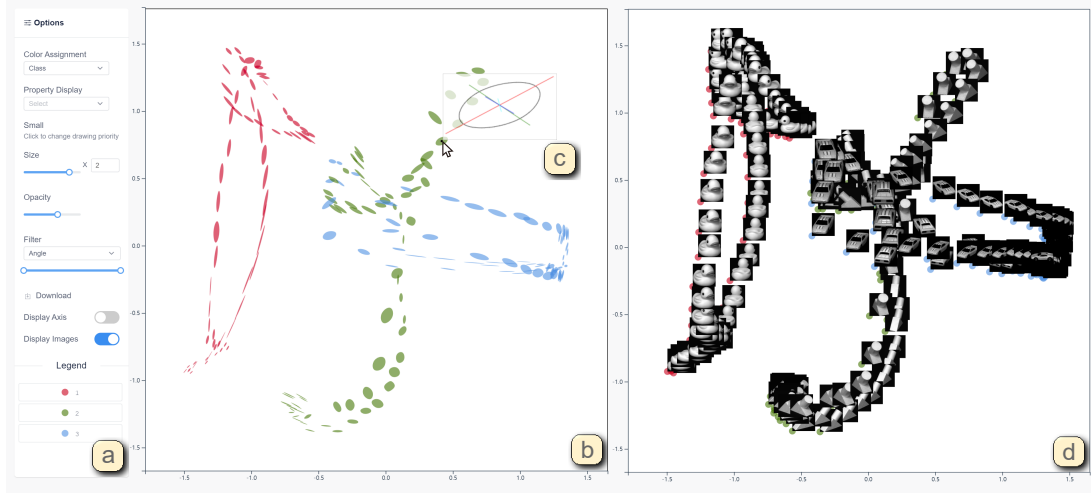 Options
Color Assignment
Class
Property Display
Select
Small
Click to change drawing priority
Size
X 2
Opacity
Filter
Angle
Download
Display Axis
Display Images
Legend
1
2
3
a
1.5
1.0
0.5
0.0
-0.5
-1.0
-1.5
-1.5 -1.0 -0.5 0.0 0.5 1.0 1.5
b
c
1.5
1.0
0.5
0.0
-0.5
-1.0
-1.5
-1.5 -1.0 -0.5 0.0 0.5 1.0 1.5
d